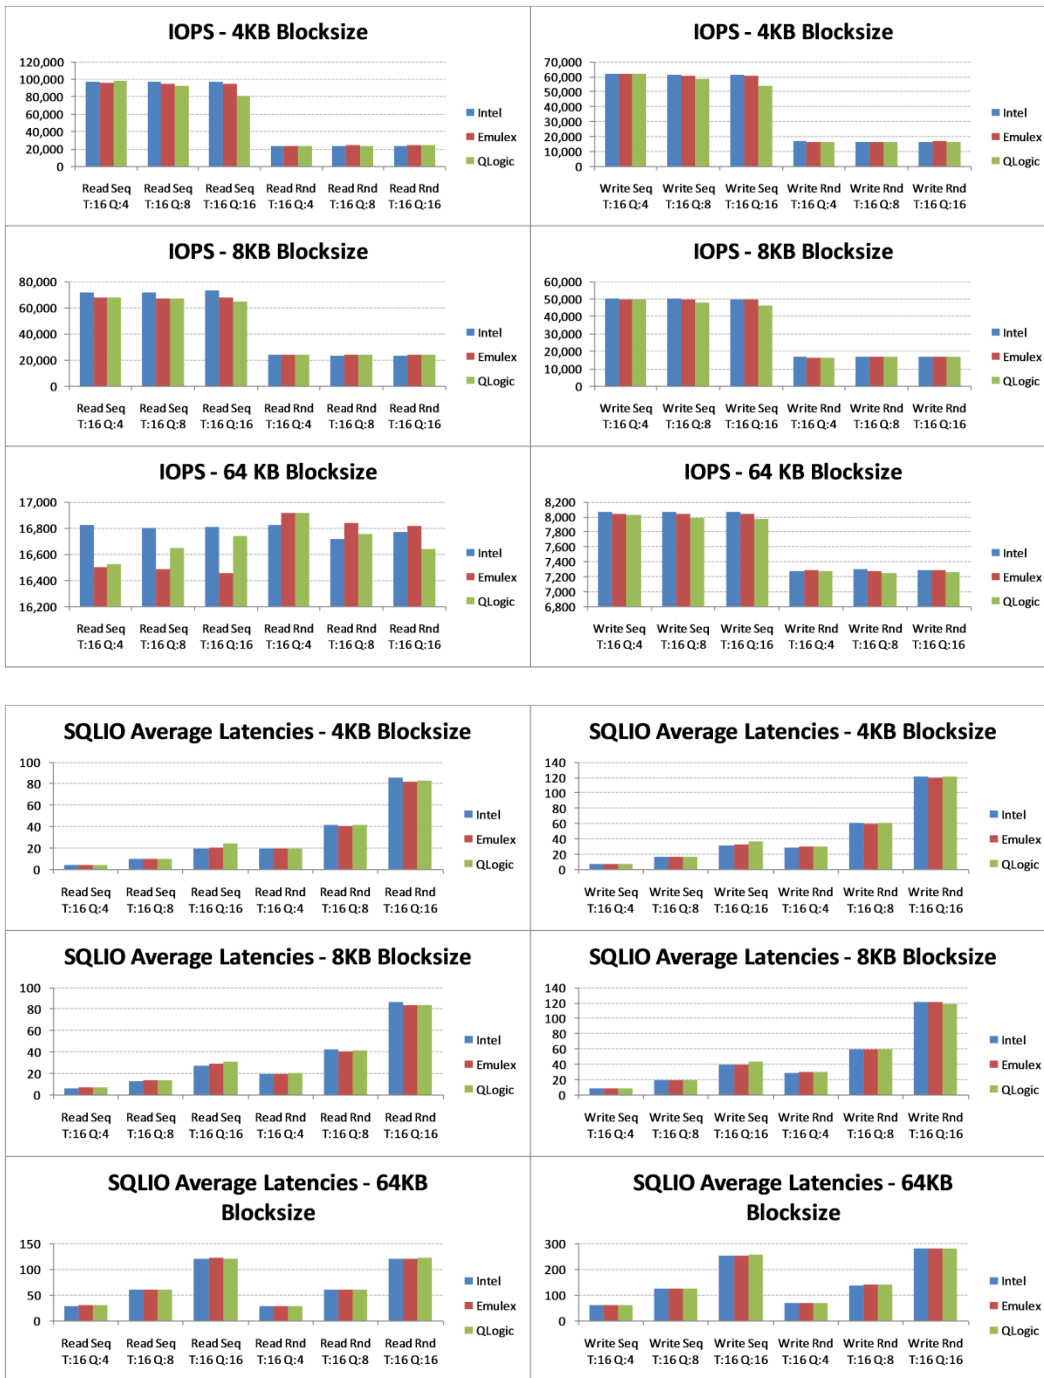 IOPS - 4KB Blocksize
120,000
100,000
80,000
60,000
40,000
20,000
0
Read Seq Read Seq Read Seq Read Rnd Read Rnd Read Rnd
T:16 Q:4 T:16 Q:8 T:16 Q:16 T:16 Q:4 T:16 Q:8 T:16 Q:16
Intel
Emulex
QLogic
IOPS - 4KB Blocksize
70,000
60,000
50,000
40,000
30,000
20,000
10,000
0
Write Seq Write Seq Write Seq Write Rnd Write Rnd Write Rnd
T:16 Q:4 T:16 Q:8 T:16 Q:16 T:16 Q:4 T:16 Q:8 T:16 Q:16
Intel
Emulex
QLogic
IOPS - 8KB Blocksize
80,000
60,000
40,000
20,000
0
Read Seq Read Seq Read Seq Read Rnd Read Rnd Read Rnd
T:16 Q:4 T:16 Q:8 T:16 Q:16 T:16 Q:4 T:16 Q:8 T:16 Q:16
Intel
Emulex
QLogic
IOPS - 8KB Blocksize
60,000
50,000
40,000
30,000
20,000
10,000
0
Write Seq Write Seq Write Seq Write Rnd Write Rnd Write Rnd
T:16 Q:4 T:16 Q:8 T:16 Q:16 T:16 Q:4 T:16 Q:8 T:16 Q:16
Intel
Emulex
QLogic
IOPS - 64 KB Blocksize
17,000
16,800
16,600
16,400
16,200
Read Seq Read Seq Read Seq Read Rnd Read Rnd Read Rnd
T:16 Q:4 T:16 Q:8 T:16 Q:16 T:16 Q:4 T:16 Q:8 T:16 Q:16
Intel
Emulex
QLogic
IOPS - 64 KB Blocksize
8,200
8,000
7,800
7,600
7,400
7,200
7,000
6,800
Write Seq Write Seq Write Seq Write Rnd Write Rnd Write Rnd
T:16 Q:4 T:16 Q:8 T:16 Q:16 T:16 Q:4 T:16 Q:8 T:16 Q:16
Intel
Emulex
QLogic
SQLIO Average Latencies - 4KB Blocksize
100
80
60
40
20
0
Read Seq Read Seq Read Seq Read Rnd Read Rnd Read Rnd
T:16 Q:4 T:16 Q:8 T:16 Q:16 T:16 Q:4 T:16 Q:8 T:16 Q:16
Intel
Emulex
QLogic
SQLIO Average Latencies - 4KB Blocksize
140
120
100
80
60
40
20
0
Write Seq Write Seq Write Seq Write Rnd Write Rnd Write Rnd
T:16 Q:4 T:16 Q:8 T:16 Q:16 T:16 Q:4 T:16 Q:8 T:16 Q:16
Intel
Emulex
QLogic
SQLIO Average Latencies - 8KB Blocksize
100
80
60
40
20
0
Read Seq Read Seq Read Seq Read Rnd Read Rnd Read Rnd
T:16 Q:4 T:16 Q:8 T:16 Q:16 T:16 Q:4 T:16 Q:8 T:16 Q:16
Intel
Emulex
QLogic
SQLIO Average Latencies - 8KB Blocksize
140
120
100
80
60
40
20
0
Write Seq Write Seq Write Seq Write Rnd Write Rnd Write Rnd
T:16 Q:4 T:16 Q:8 T:16 Q:16 T:16 Q:4 T:16 Q:8 T:16 Q:16
Intel
Emulex
QLogic
SQLIO Average Latencies - 64KB
Blocksize
150
100
50
0
Read Seq Read Seq Read Seq Read Rnd Read Rnd Read Rnd
T:16 Q:4 T:16 Q:8 T:16 Q:16 T:16 Q:4 T:16 Q:8 T:16 Q:16
Intel
Emulex
QLogic
SQLIO Average Latencies - 64KB
Blocksize
300
200
100
0
Write Seq Write Seq Write Seq Write Rnd Write Rnd Write Rnd
T:16 Q:4 T:16 Q:8 T:16 Q:16 T:16 Q:4 T:16 Q:8 T:16 Q:16
Intel
Emulex
QLogic